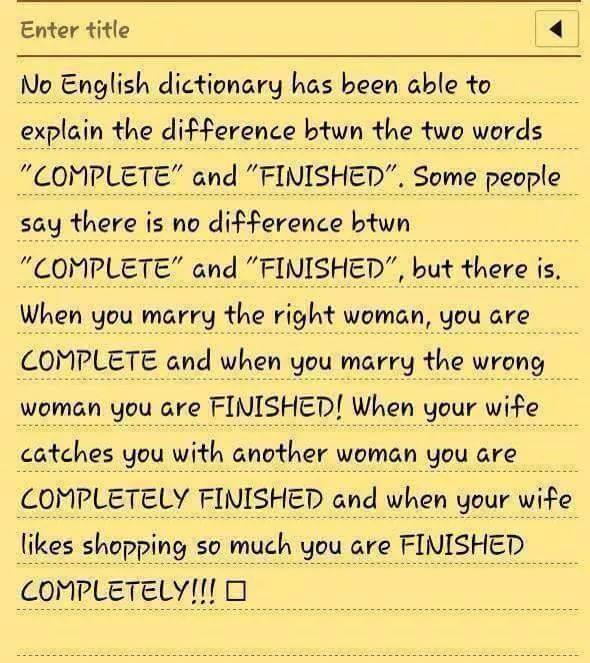 Enter title
No English dictionary has been able to
explain the difference btwn the two words
"COMPLETE" and "FINISHED". Some people
say there is no difference btwn
"COMPLETE" and "FINISHED", but there is.
When you marry the right woman, you are
COMPLETE and when you marry the wrong
woman you are FINISHED! When your wife
catches you with another woman you are
COMPLETELY FINISHED and when your wife
likes shopping so much you are FINISHED
COMPLETELY!!! □